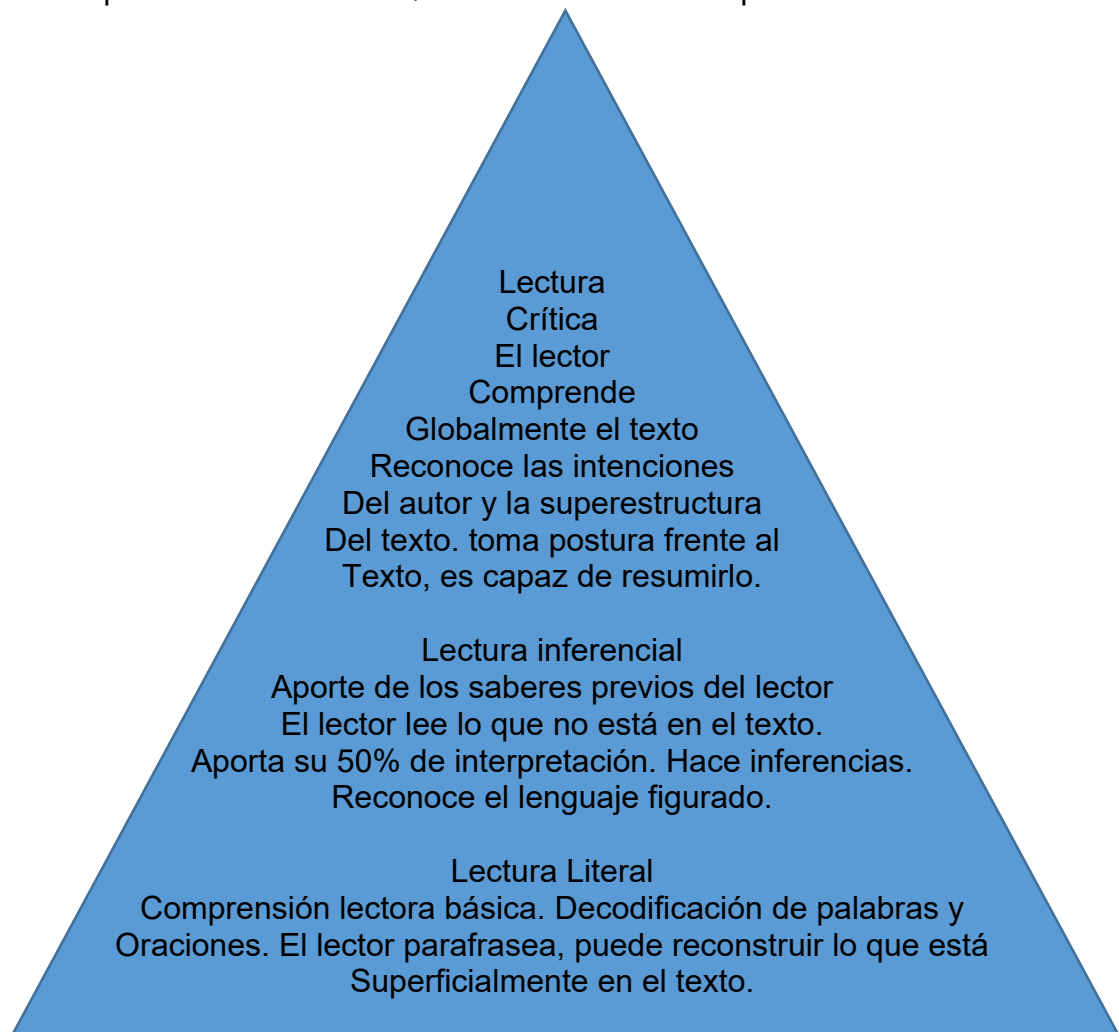 Lectura
Crítica
El lector
Comprende
Globalmente el texto
Reconoce las intenciones
Del autor y la superestructura
Del texto. toma postura frente al
Texto, es capaz de resumirlo.
Lectura inferencial
Aporte de los saberes previos del lector
El lector lee lo que no está en el texto.
Aporta su 50% de interpretación. Hace inferencias.
Reconoce el lenguaje figurado.
Lectura Literal
Comprensión lectora básica. Decodificación de palabras y
Oraciones. El lector parafrasea, puede reconstruir lo que está
Superficialmente en el texto.